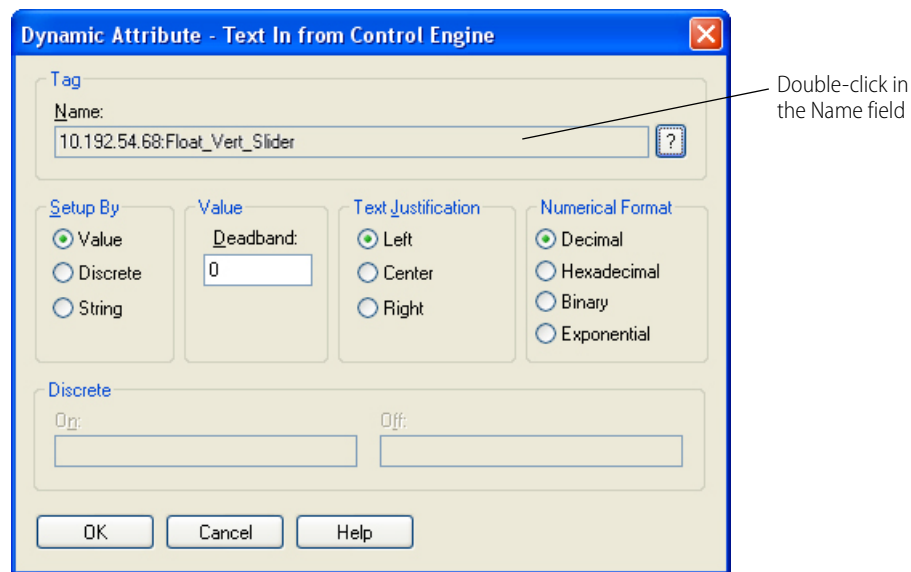 Dynamic Attribute - Text In from Control Engine
Tag
Name:
10.192.54.68:Float_Vert_Slider
?
Double-click in
the Name field
Setup By
Value
Discrete
String
Value
Deadband:
0
Text Justification
Left
Center
Right
Numerical Format
Decimal
Hexadecimal
Binary
Exponential
Discrete
On:
Off:
OK
Cancel
Help